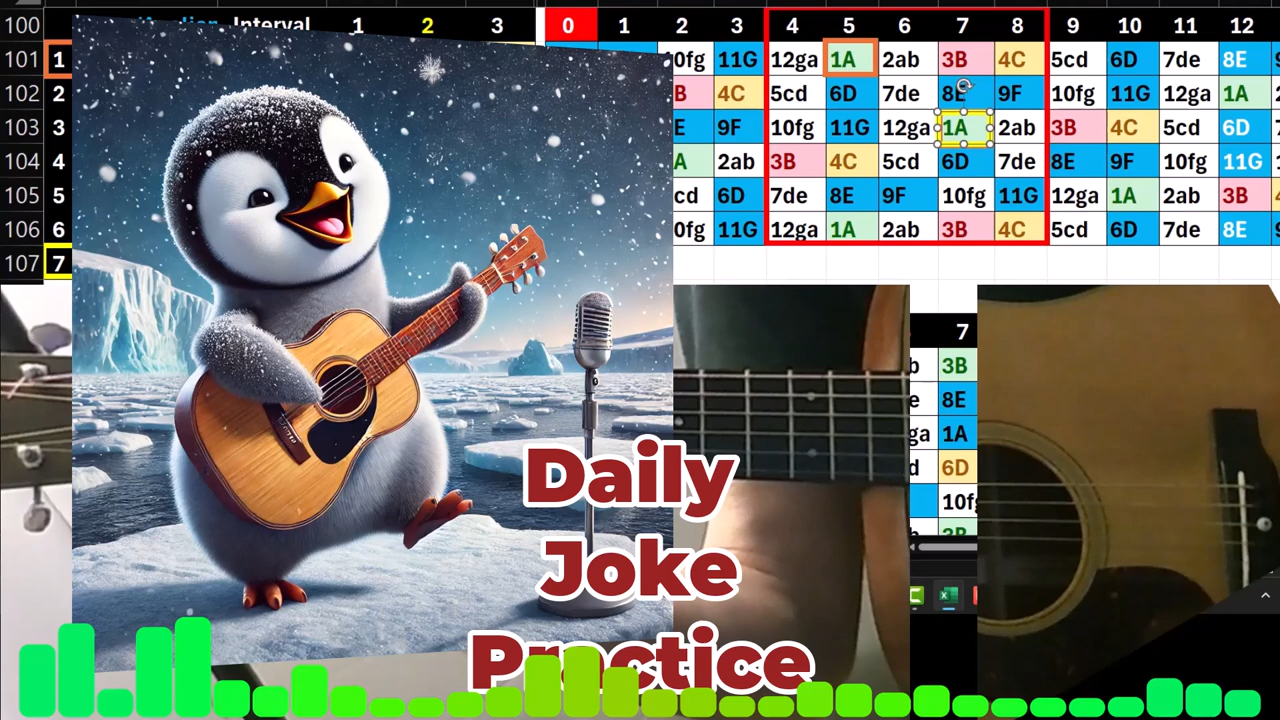 100 Interval 1 2 3 0 1 2 3 4 5 6 7 8 9 10 11 12
101 1 0fg 11G 12ga 1A 2ab 3B 4C 5cd 6D 7de 8E
102 2 B 4C 5cd 6D 7de 8E 9F 10fg 11G 12ga 1A
103 3 E 9F 10fg 11G 12ga 1A 2ab 3B 4C 5cd 6D
104 4 A 2ab 3B 4C 5cd 6D 7de 8E 9F 10fg 11G
105 5 cd 6D 7de 8E 9F 10fg 11G 12ga 1A 2ab 3B
106 6 0fg 11G 12ga 1A 2ab 3B 4C 5cd 6D 7de 8E
107 7
7
b 3B
e 8E
ga 1A
d 6D
10fg
3B
Daily
Joke
Practice